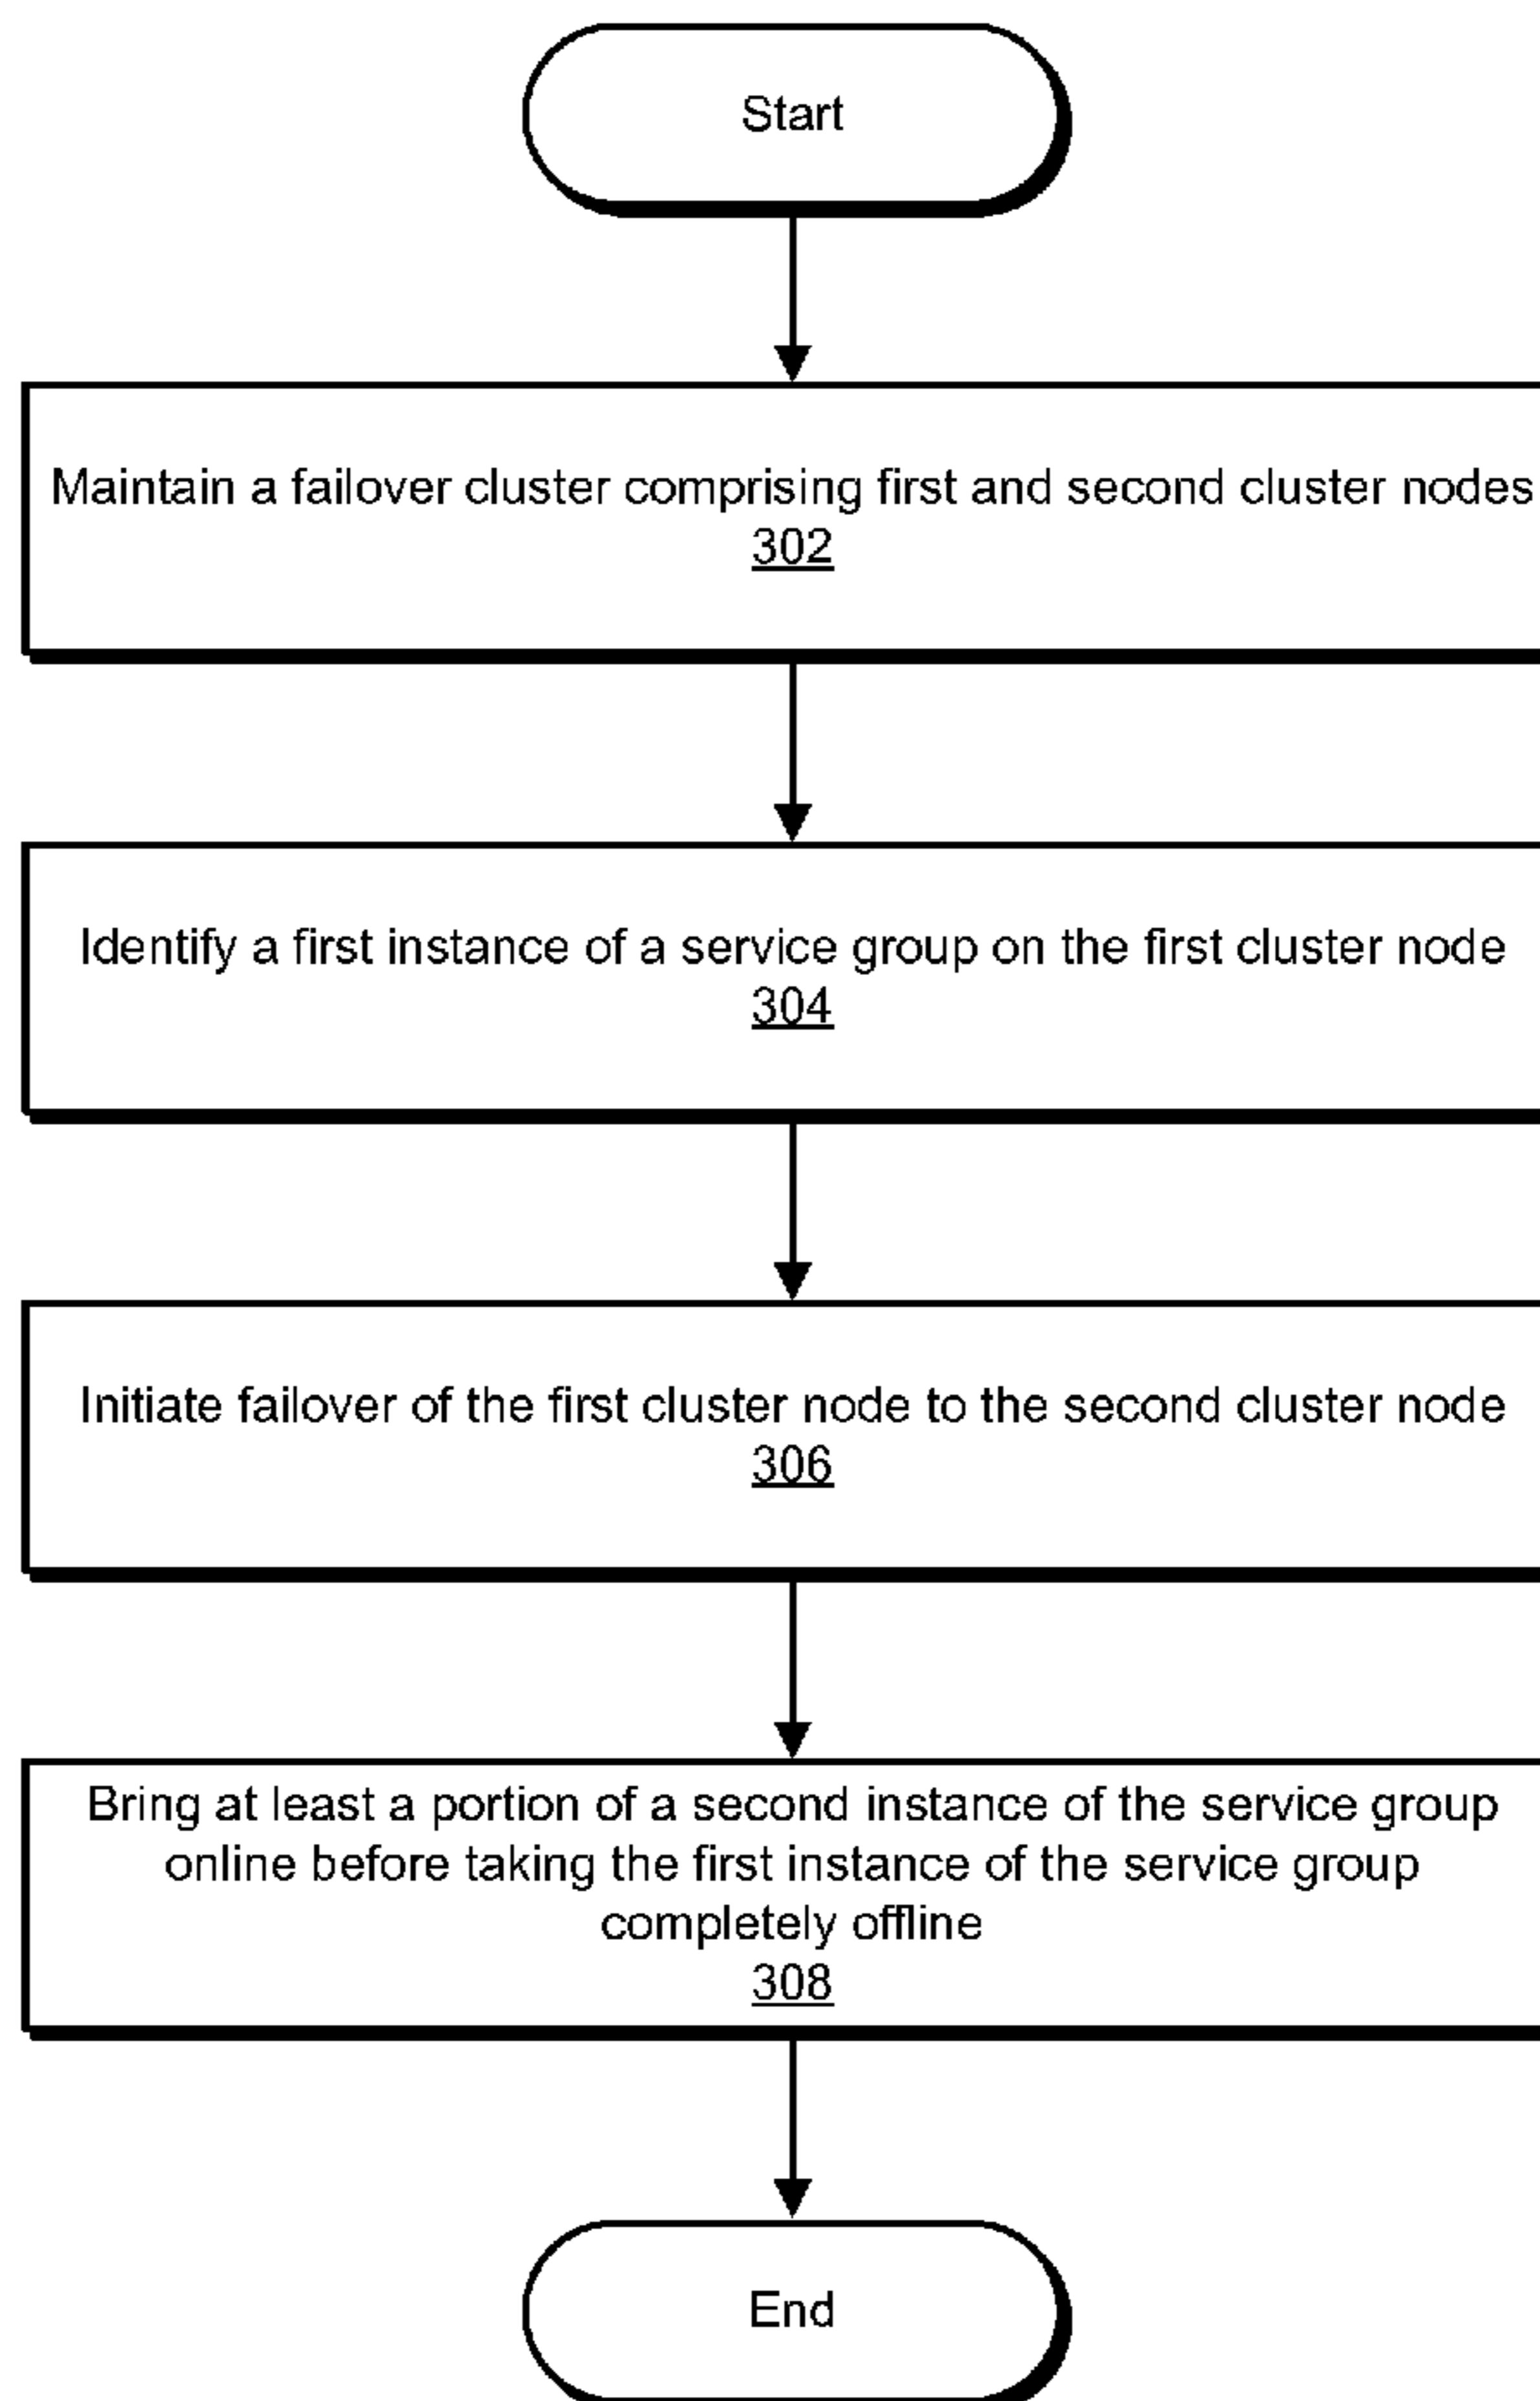 Start
Maintain a failover cluster comprising first and second cluster nodes
302
Identify a first instance of a service group on the first cluster node
304
Initiate failover of the first cluster node to the second cluster node
306
Bring at least a portion of a second instance of the service group
online before taking the first instance of the service group
completely offline
308
End